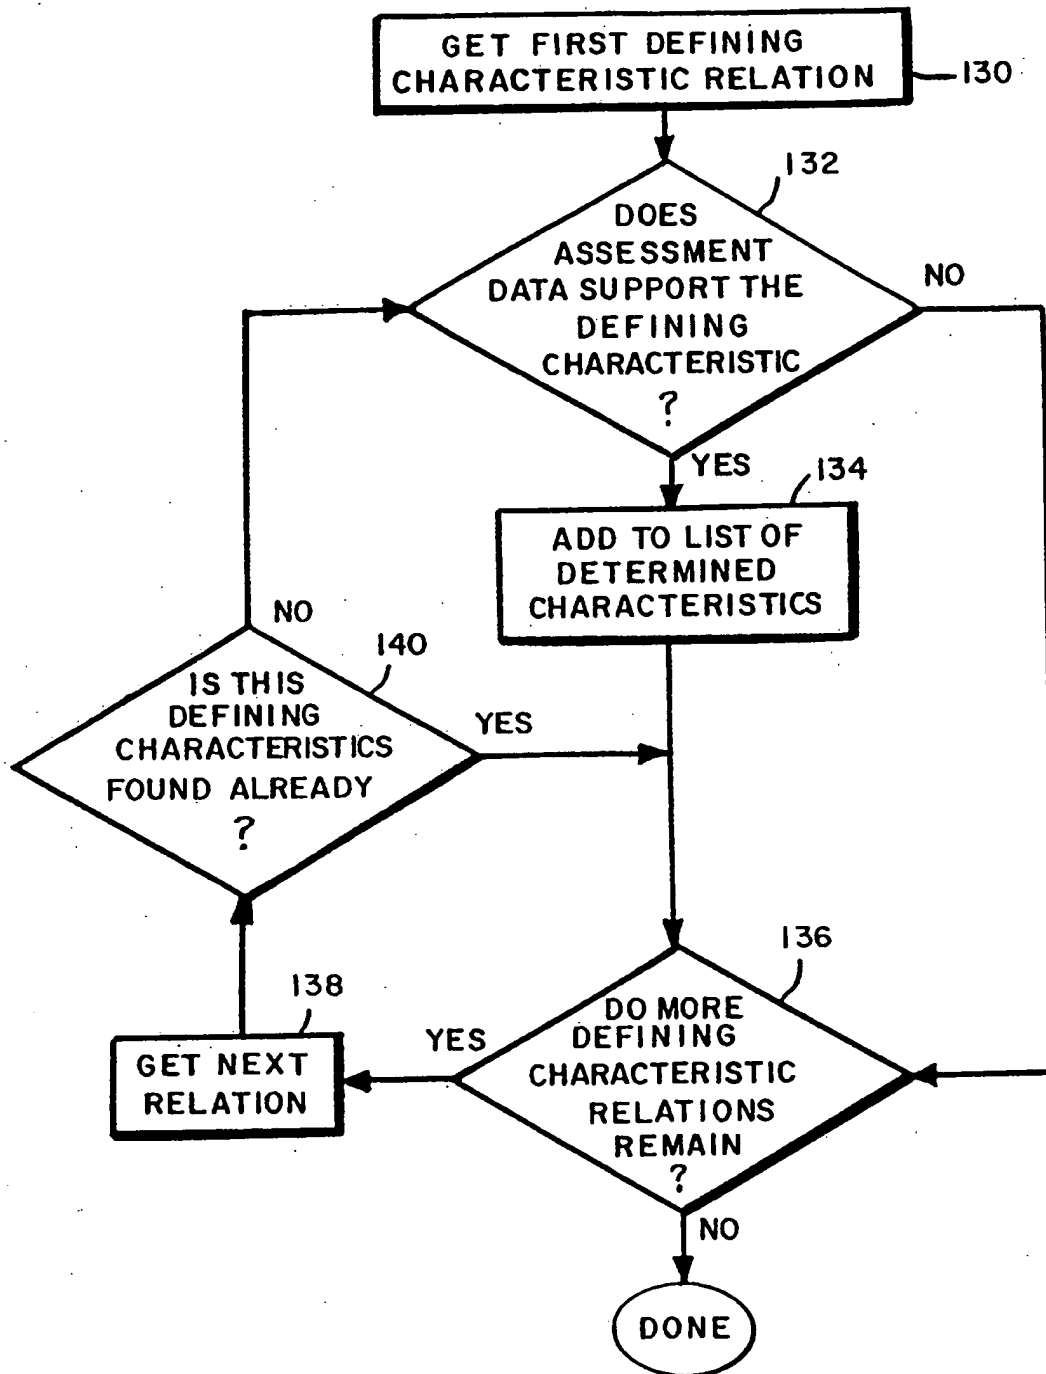 GET FIRST DEFINING
CHARACTERISTIC RELATION
130
132
DOES
ASSESSMENT
DATA SUPPORT THE
DEFINING
CHARACTERISTIC
?
NO
YES
134
ADD TO LIST OF
DETERMINED
CHARACTERISTICS
NO
140
IS THIS
DEFINING
CHARACTERISTICS
FOUND ALREADY
?
YES
136
DO MORE
DEFINING
CHARACTERISTIC
RELATIONS
REMAIN
?
YES
138
GET NEXT
RELATION
NO
DONE